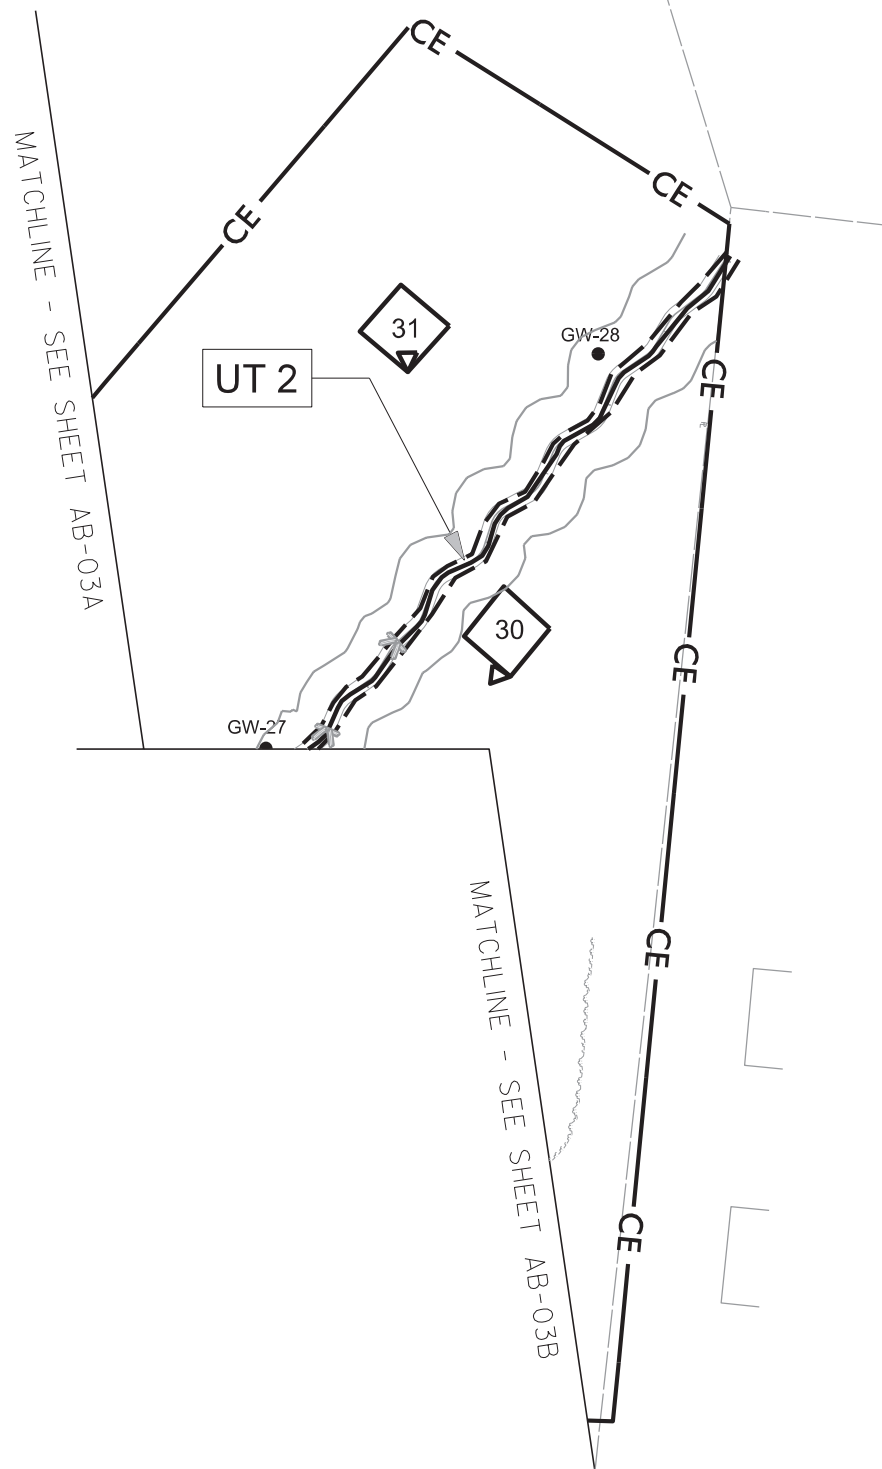 CE
CE
CE
MATCHLINE - SEE SHEET AB-03A
31
GW-28
UT 2
CE
30
CE
GW-27
MATCHLINE - SEE SHEET AB-03B
CE
CE